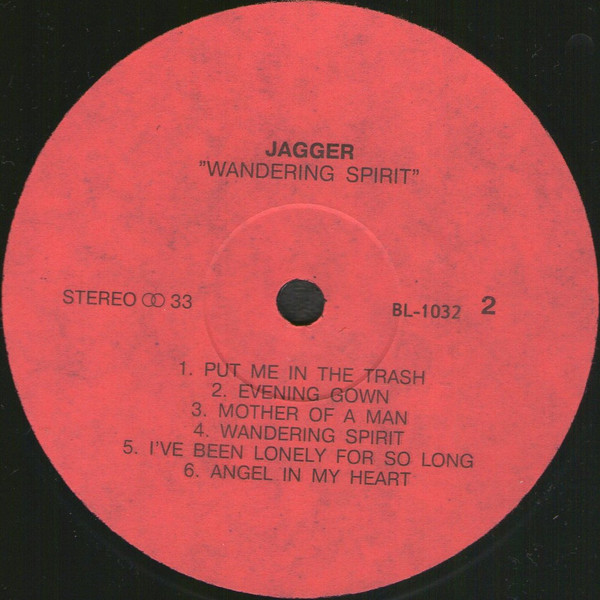 JAGGER
"WANDERING SPIRIT"
STEREO ⚭ 33
BL-1032 2
1. PUT ME IN THE TRASH
2. EVENING GOWN
3. MOTHER OF A MAN
4. WANDERING SPIRIT
5. I'VE BEEN LONELY FOR SO LONG
6. ANGEL IN MY HEART